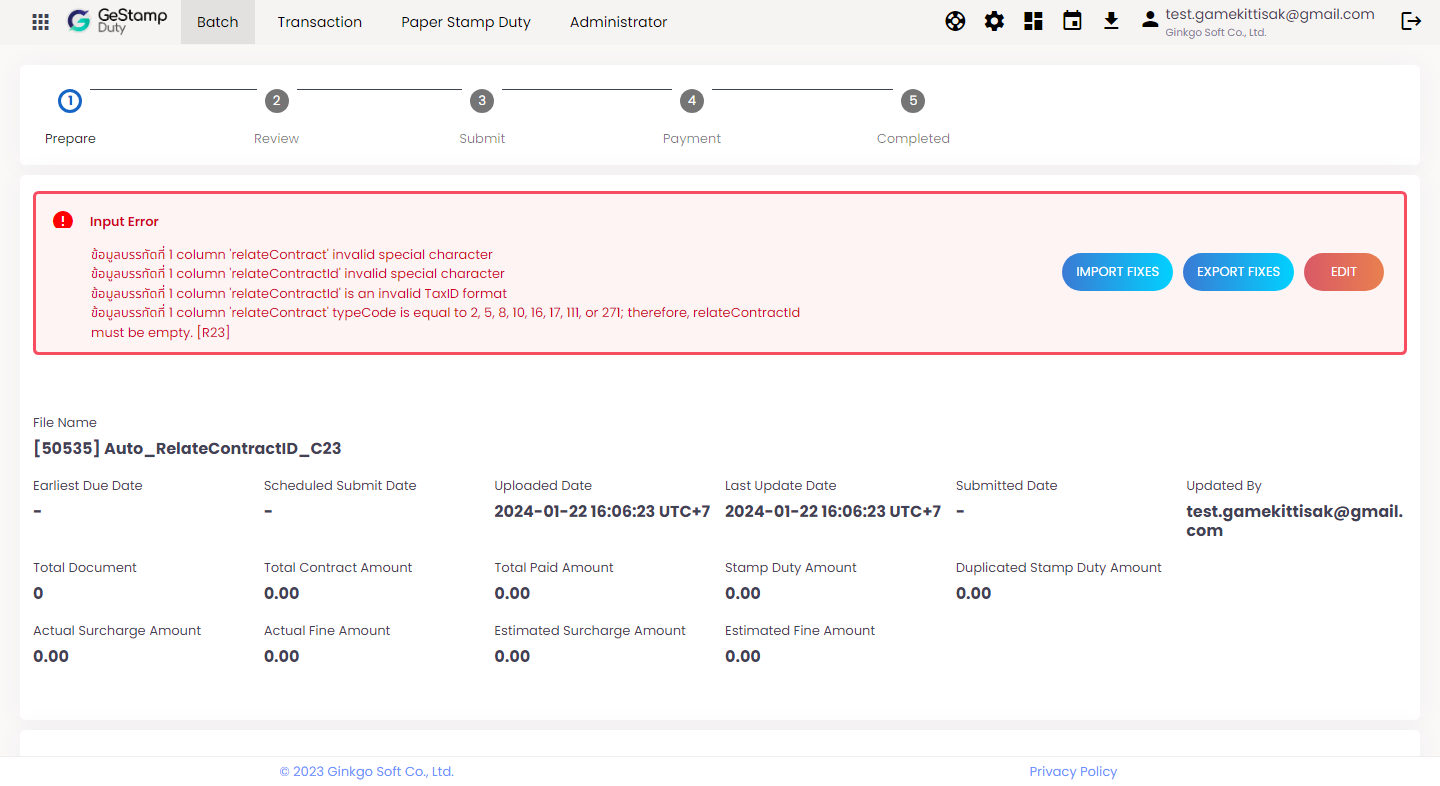 GeStamp
Duty
Batch
Transaction
Paper Stamp Duty
Administrator
test.gamekittisak@gmail.com
Ginkgo Soft Co., Ltd.
1
2
3
4
5
Prepare
Review
Submit
Payment
Completed
Input Error
ข้อมูลบรรทัดที่ 1 column 'relateContract' invalid special character
ข้อมูลบรรทัดที่ 1 column 'relateContractId' invalid special character
ข้อมูลบรรทัดที่ 1 column 'relateContractId' is an invalid TaxID format
ข้อมูลบรรทัดที่ 1 column 'relateContract' typeCode is equal to 2, 5, 8, 10, 16, 17, 111, or 271; therefore, relateContractId
must be empty. [R23]
IMPORT FIXES
EXPORT FIXES
EDIT
File Name
[50535] Auto_RelateContractID_C23
Earliest Due Date
Scheduled Submit Date
Uploaded Date
Last Update Date
Submitted Date
Updated By
-
-
2024-01-22 16:06:23 UTC+7
2024-01-22 16:06:23 UTC+7
-
test.gamekittisak@gmail.
com
Total Document
Total Contract Amount
Total Paid Amount
Stamp Duty Amount
Duplicated Stamp Duty Amount
0
0.00
0.00
0.00
0.00
Actual Surcharge Amount
Actual Fine Amount
Estimated Surcharge Amount
Estimated Fine Amount
0.00
0.00
0.00
0.00
© 2023 Ginkgo Soft Co., Ltd.
Privacy Policy